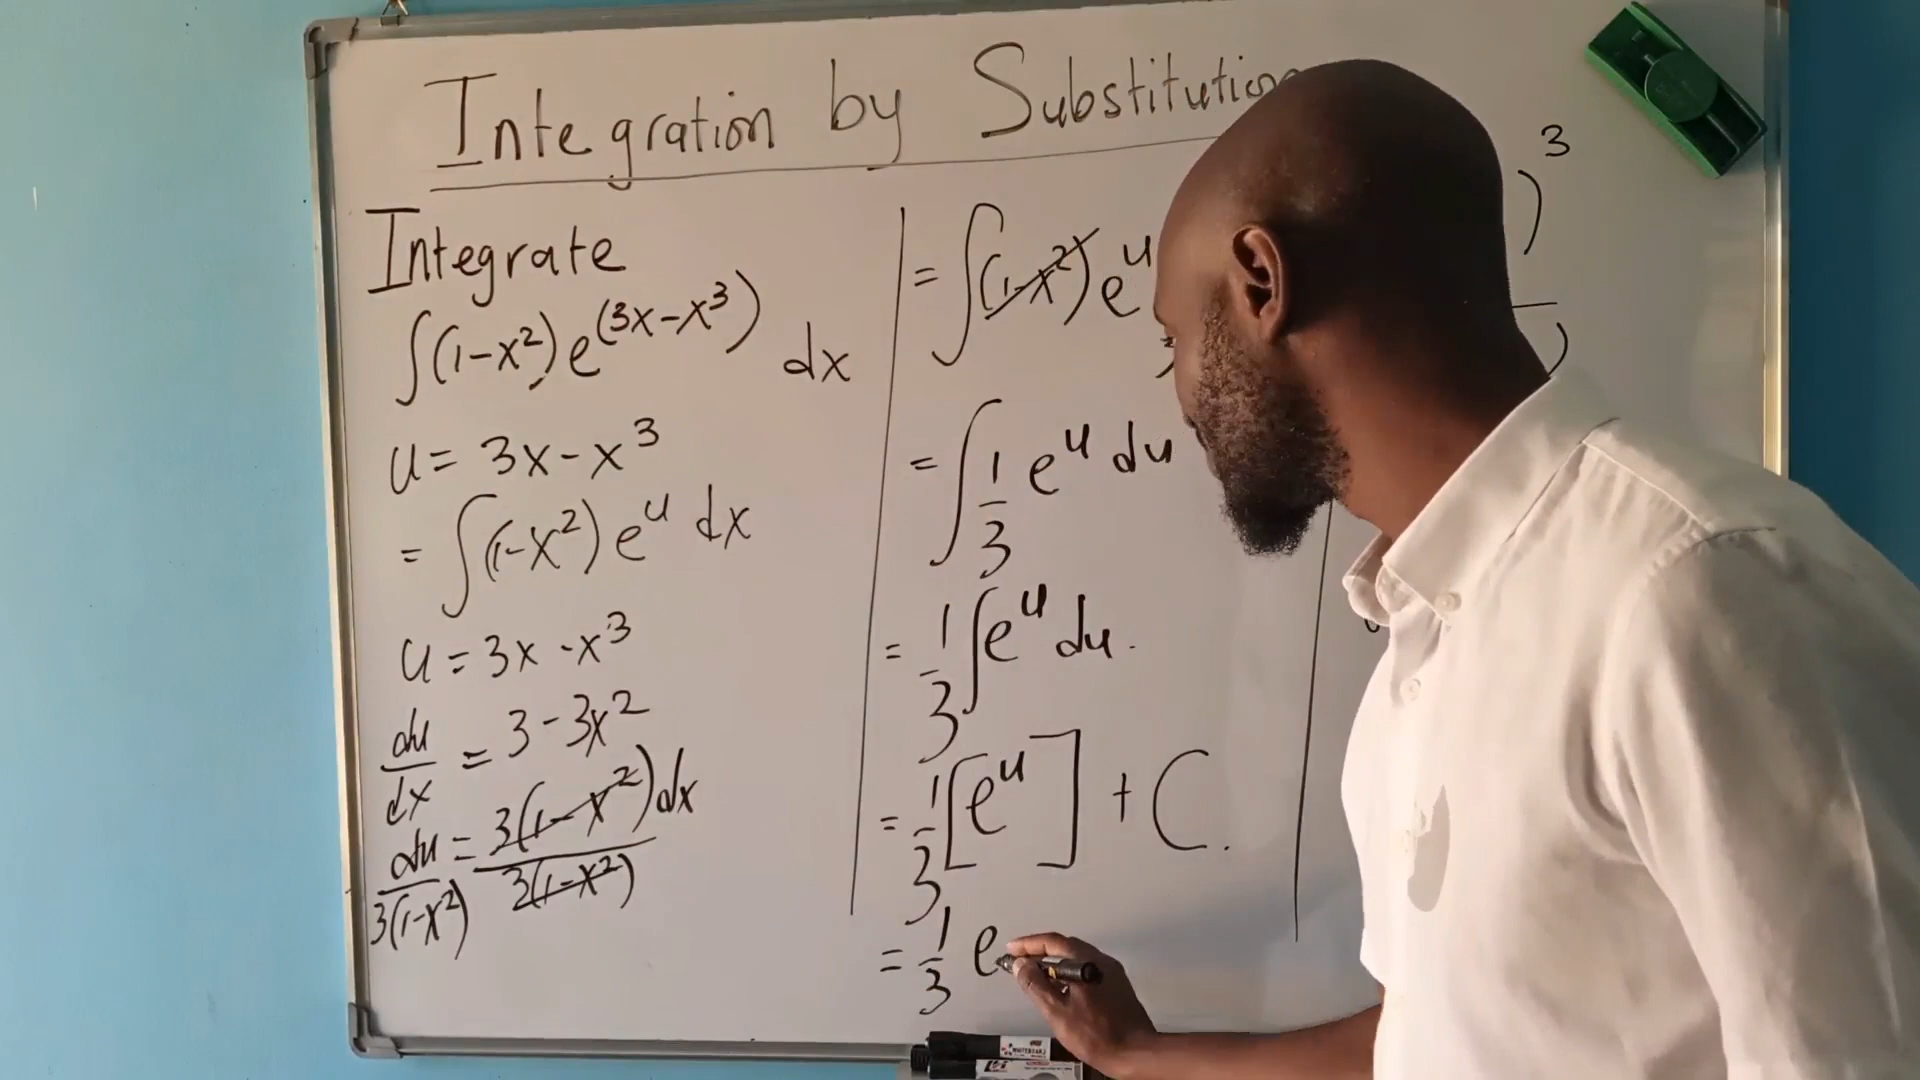 Integration by Substitution
Integrate
∫(1-x²)e^(3x-x³) dx
u = 3x-x³
= ∫(1-x²) e^u dx
u = 3x - x³
du/dx = 3 - 3x²
du/3(1-x²) = 3(1-x²)dx/3(1-x²)
= ∫(1-x²) e^u
= ∫ 1/3 e^u du
= 1/3 ∫e^u du.
= 1/3 [e^u] + C.
= 1/3 e
)³
)
WHITEBOARD